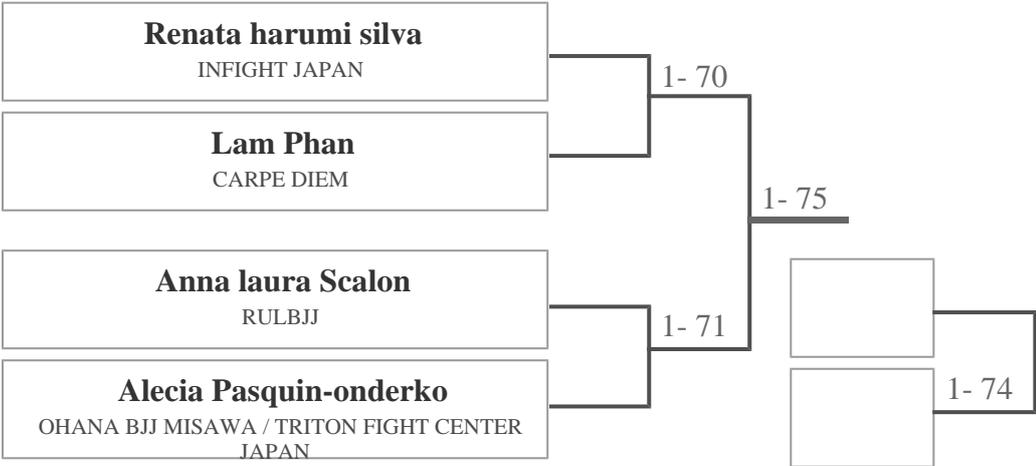 Renata harumi silva
INFIGHT JAPAN
1- 70
Lam Phan
CARPE DIEM
1- 75
Anna laura Scalon
RULBJJ
1- 71
Alecia Pasquin-onderko
OHANA BJJ MISAWA / TRITON FIGHT CENTER
JAPAN
1- 74